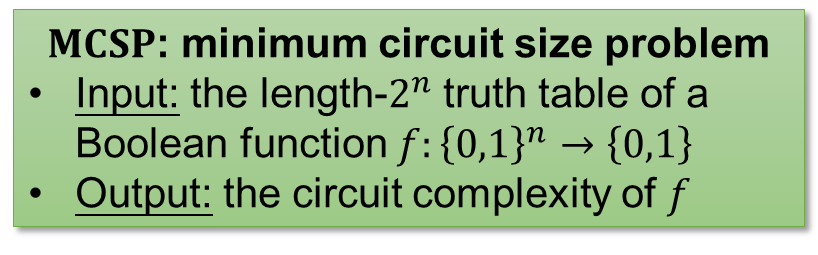 MCSP: minimum circuit size problem
• Input: the length-2ⁿ truth table of a
Boolean function f: {0,1}ⁿ → {0,1}
• Output: the circuit complexity of f